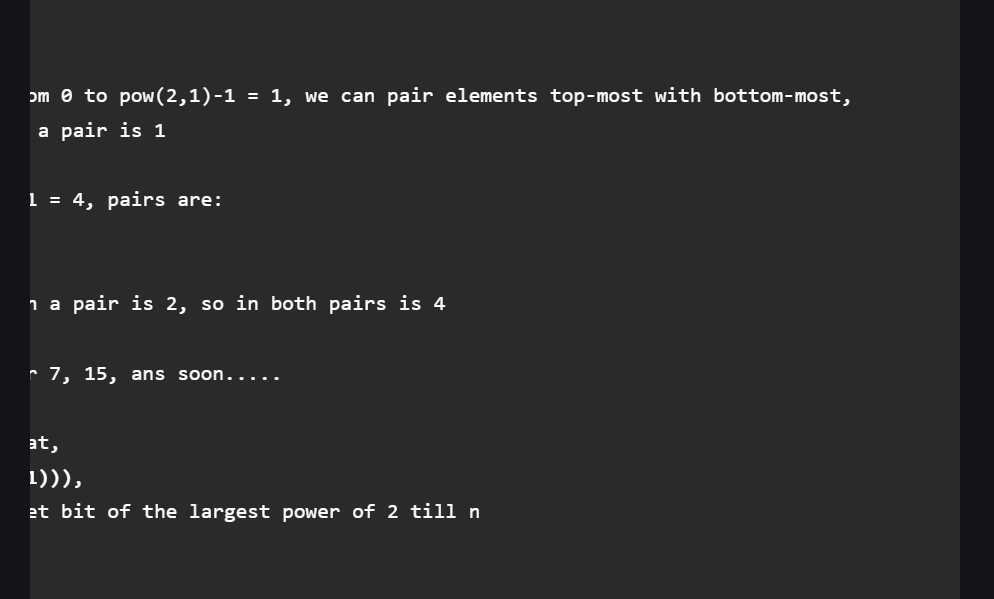 om 0 to pow(2,1)-1 = 1, we can pair elements top-most with bottom-most,
a pair is 1
1 = 4, pairs are:
a pair is 2, so in both pairs is 4
7, 15, ans soon.....
at,
1))),
et bit of the largest power of 2 till n